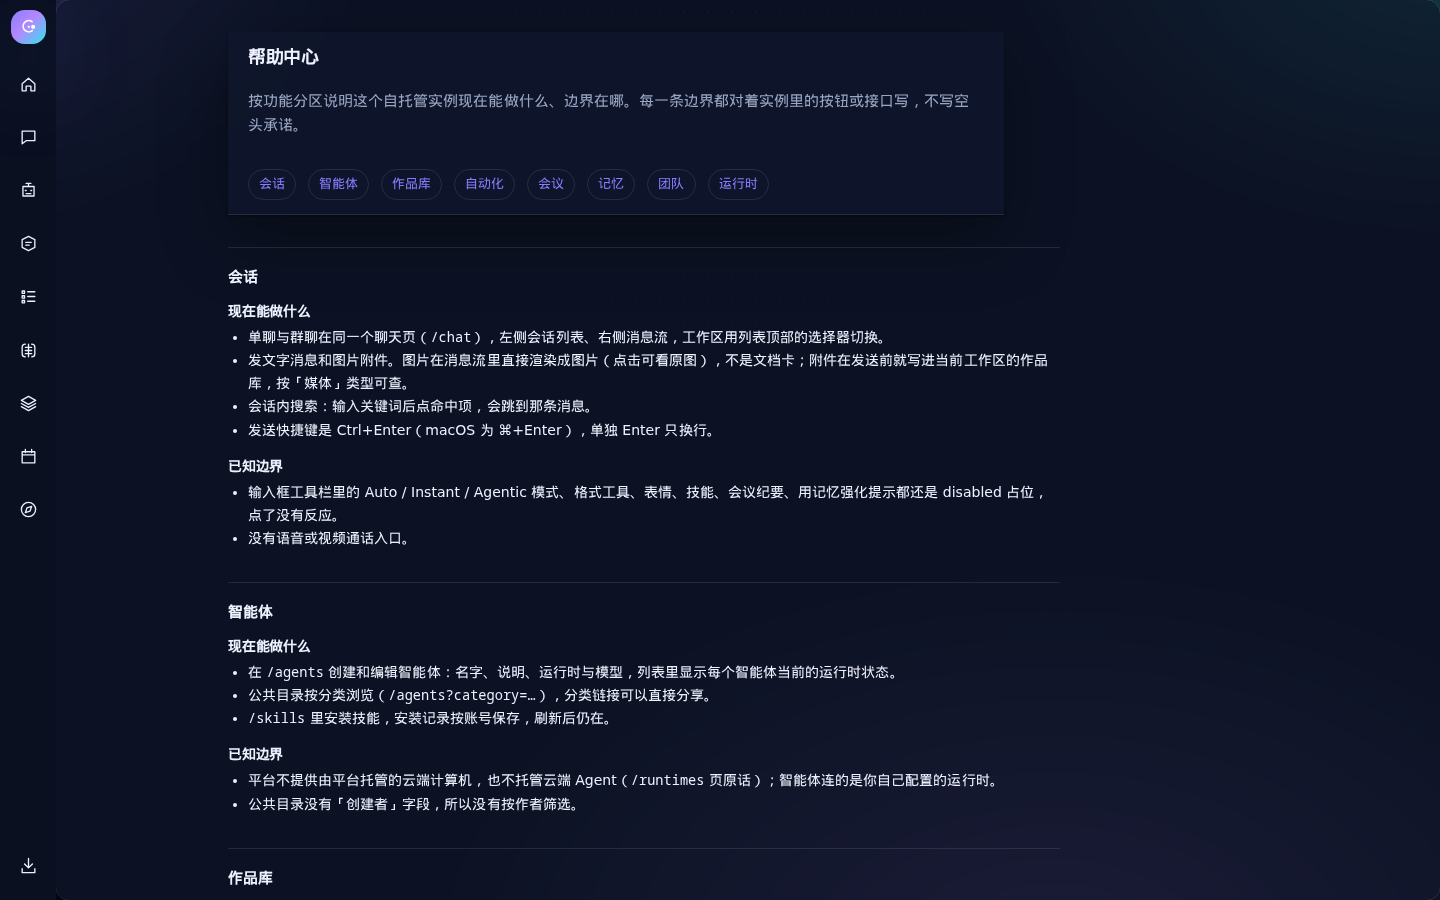 帮助中心
按功能分区说明这个自托管实例现在能做什么、边界在哪。每一条边界都对着实例里的按钮或接口写，不写空
头承诺。
会话 智能体 作品库 自动化 会议 记忆 团队 运行时
会话
现在能做什么
• 单聊与群聊在同一个聊天页（/chat），左侧会话列表、右侧消息流，工作区用列表顶部的选择器切换。
• 发文字消息和图片附件。图片在消息流里直接渲染成图片（点击可看原图），不是文档卡；附件在发送前就写进当前工作区的作品
库，按「媒体」类型可查。
• 会话内搜索：输入关键词后点命中项，会跳到那条消息。
• 发送快捷键是 Ctrl+Enter（macOS 为 ⌘+Enter），单独 Enter 只换行。
已知边界
• 输入框工具栏里的 Auto / Instant / Agentic 模式、格式工具、表情、技能、会议纪要、用记忆强化提示都还是 disabled 占位，
点了没有反应。
• 没有语音或视频通话入口。
智能体
现在能做什么
• 在 /agents 创建和编辑智能体：名字、说明、运行时与模型，列表里显示每个智能体当前的运行时状态。
• 公共目录按分类浏览（/agents?category=…），分类链接可以直接分享。
• /skills 里安装技能，安装记录按账号保存，刷新后仍在。
已知边界
• 平台不提供由平台托管的云端计算机，也不托管云端 Agent（/runtimes 页原话）；智能体连的是你自己配置的运行时。
• 公共目录没有「创建者」字段，所以没有按作者筛选。
作品库